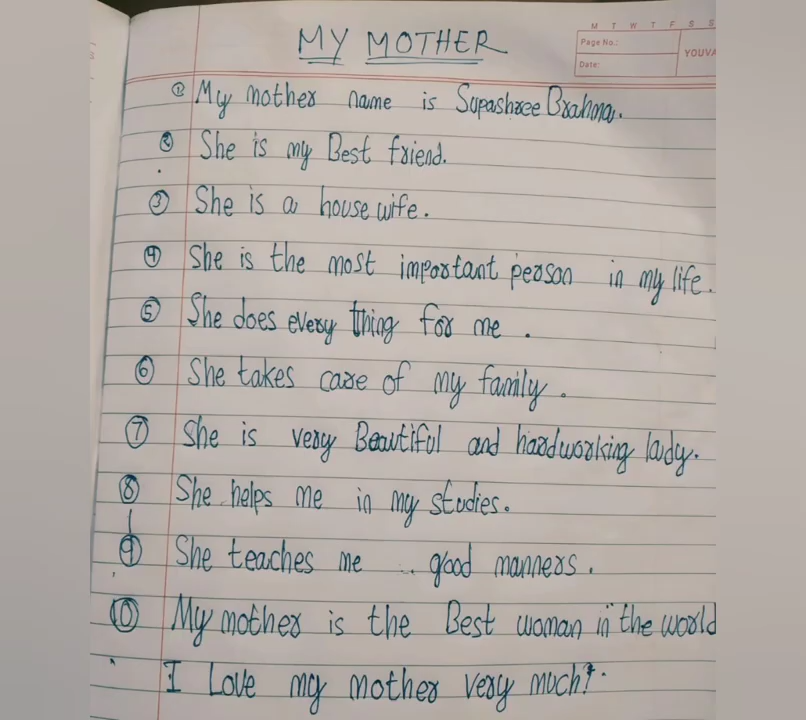 MY MOTHER
M T W T F S S
Page No.:
Date:
YOUVA
① My mother name is Supashree Brahma.
② She is my Best friend.
③ She is a house wife.
④ She is the most important person in my life.
⑤ She does every thing for me.
⑥ She takes care of my family.
⑦ She is very Beautiful and hardworking lady.
⑧ She helps me in my studies.
⑨ She teaches me good manners.
⑩ My mother is the Best woman in the world
I Love my mother very much!